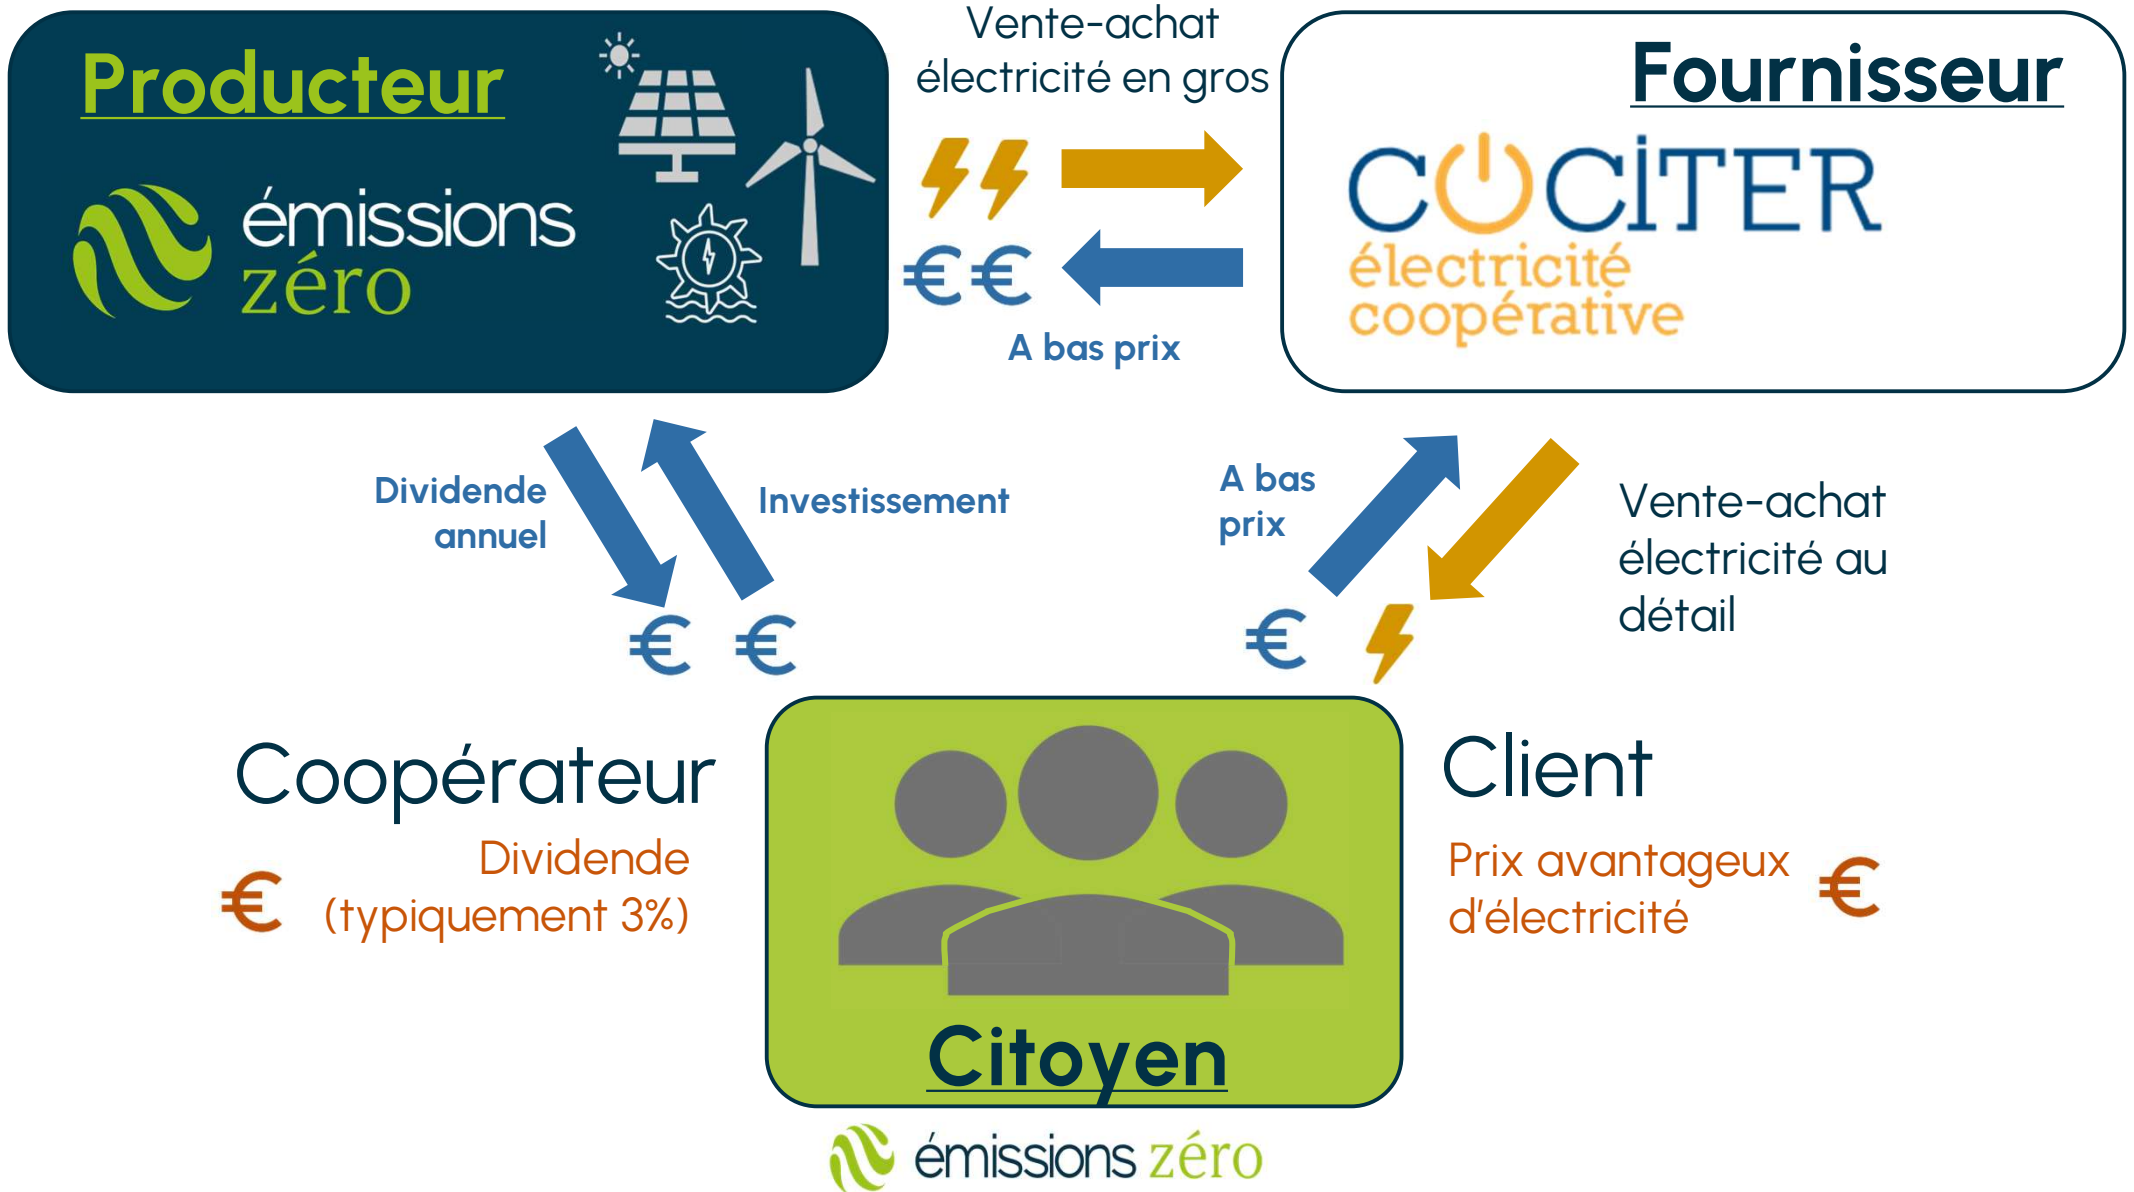 Producteur
émissions
zéro
Vente-achat
électricité en gros
€€
A bas prix
Fournisseur
COCITER
électricité
coopérative
Dividende
annuel
Investissement
€ €
A bas
prix
€
Vente-achat
électricité au
détail
Coopérateur
Dividende
€ (typiquement 3%)
Client
Prix avantageux €
d'électricité
Citoyen
émissions zéro